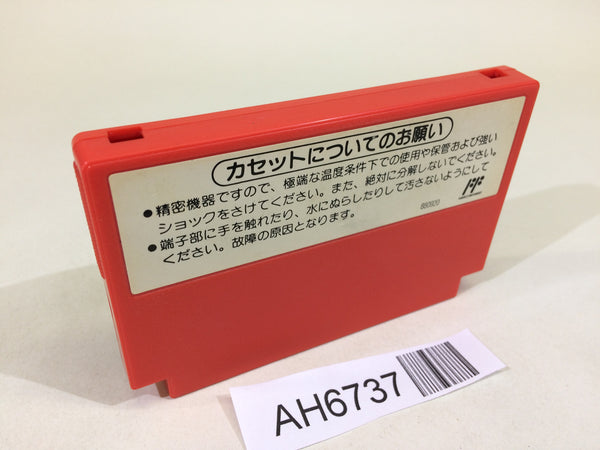 カセットについてのお願い
●精密機器ですので、極端な温度条件下での使用や保管および強い
ショックをさけてください。また、絶対に分解しないでください。
●端子部に手を触れたり、水にぬらしたりして汚さないようにして
ください。故障の原因となります。
AH6737